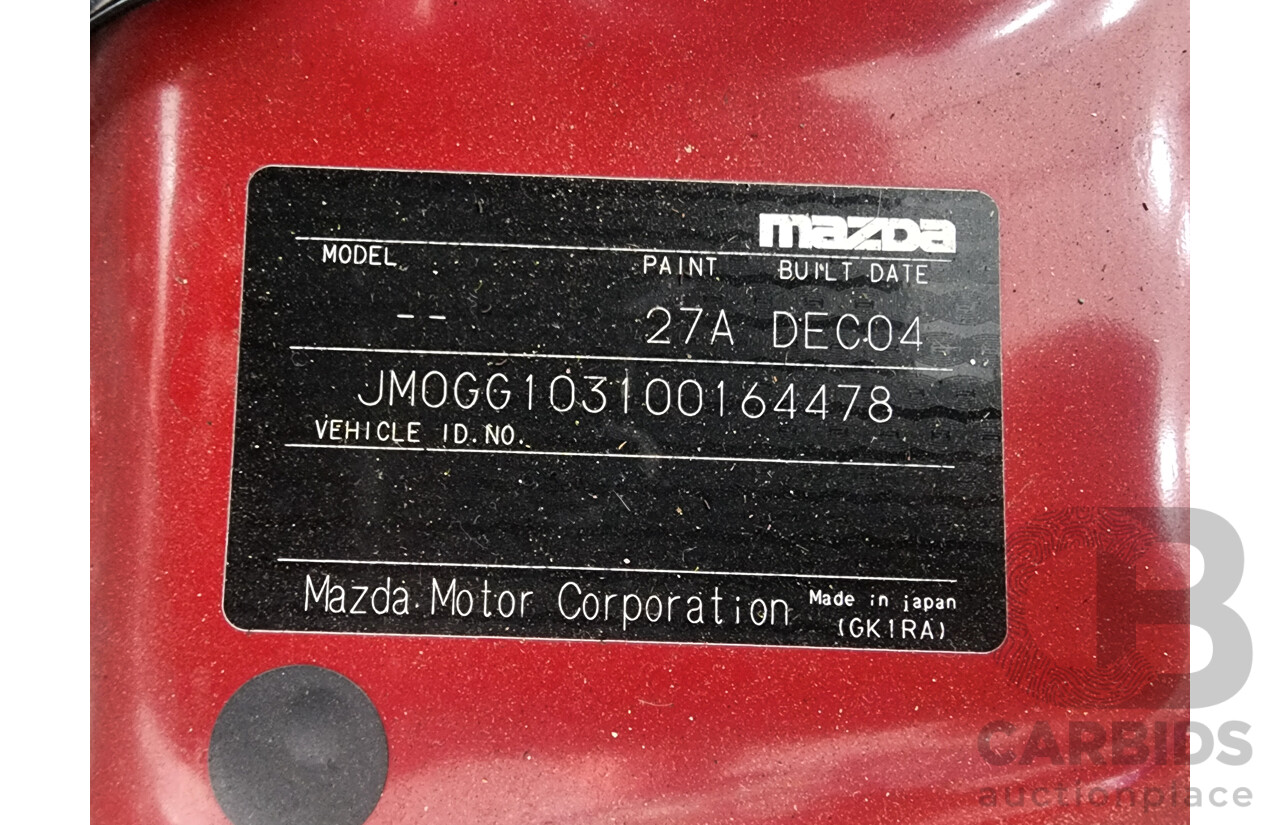 mazda
MODEL PAINT BUILT DATE
-- 27A DEC04
JM0GG103100164478
VEHICLE ID.NO.
Mazda Motor Corporation Made in japan
(GK1RA)
CB
CARBIDS
auctionplace